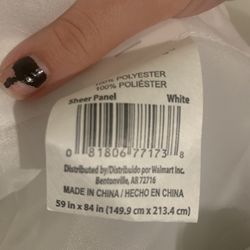 100% POLYESTER
100% POLIÉSTER
Sheer Panel White
0 81806 77173 8
Distributed by/Distribuido por Walmart Inc.
Bentonville, AR 72716
MADE IN CHINA / HECHO EN CHINA
59 in x 84 in (149.9 cm x 213.4 cm)